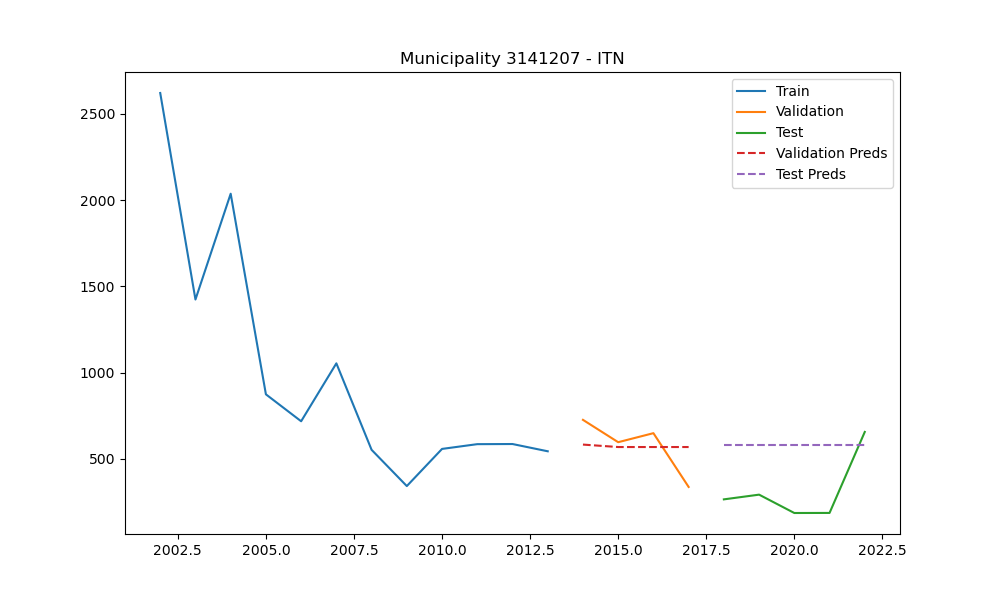 Municipality 3141207 - ITN
Train
Validation
Test
Validation Preds
Test Preds
2500
2000
1500
1000
500
2002.5 2005.0 2007.5 2010.0 2012.5 2015.0 2017.5 2020.0 2022.5